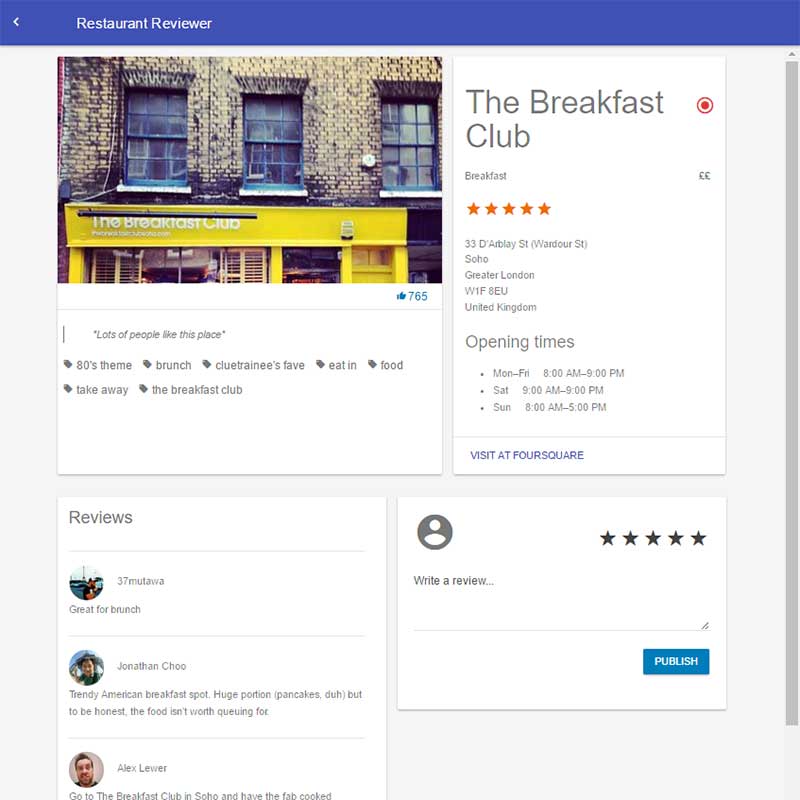 Restaurant Reviewer
The Breakfast Club
765
"Lots of people like this place"
80's theme brunch cluetrainee's fave eat in food
take away the breakfast club
The Breakfast
Club
Breakfast ££
33 D'Arblay St (Wardour St)
Soho
Greater London
W1F 8EU
United Kingdom
Opening times
Mon–Fri 8:00 AM–9:00 PM
Sat 9:00 AM–9:00 PM
Sun 8:00 AM–5:00 PM
VISIT AT FOURSQUARE
Reviews
37mutawa
Great for brunch
Jonathan Choo
Trendy American breakfast spot. Huge portion (pancakes, duh) but
to be honest, the food isn't worth queuing for.
Alex Lewer
Go to The Breakfast Club in Soho and have the fab cooked
Write a review...
PUBLISH